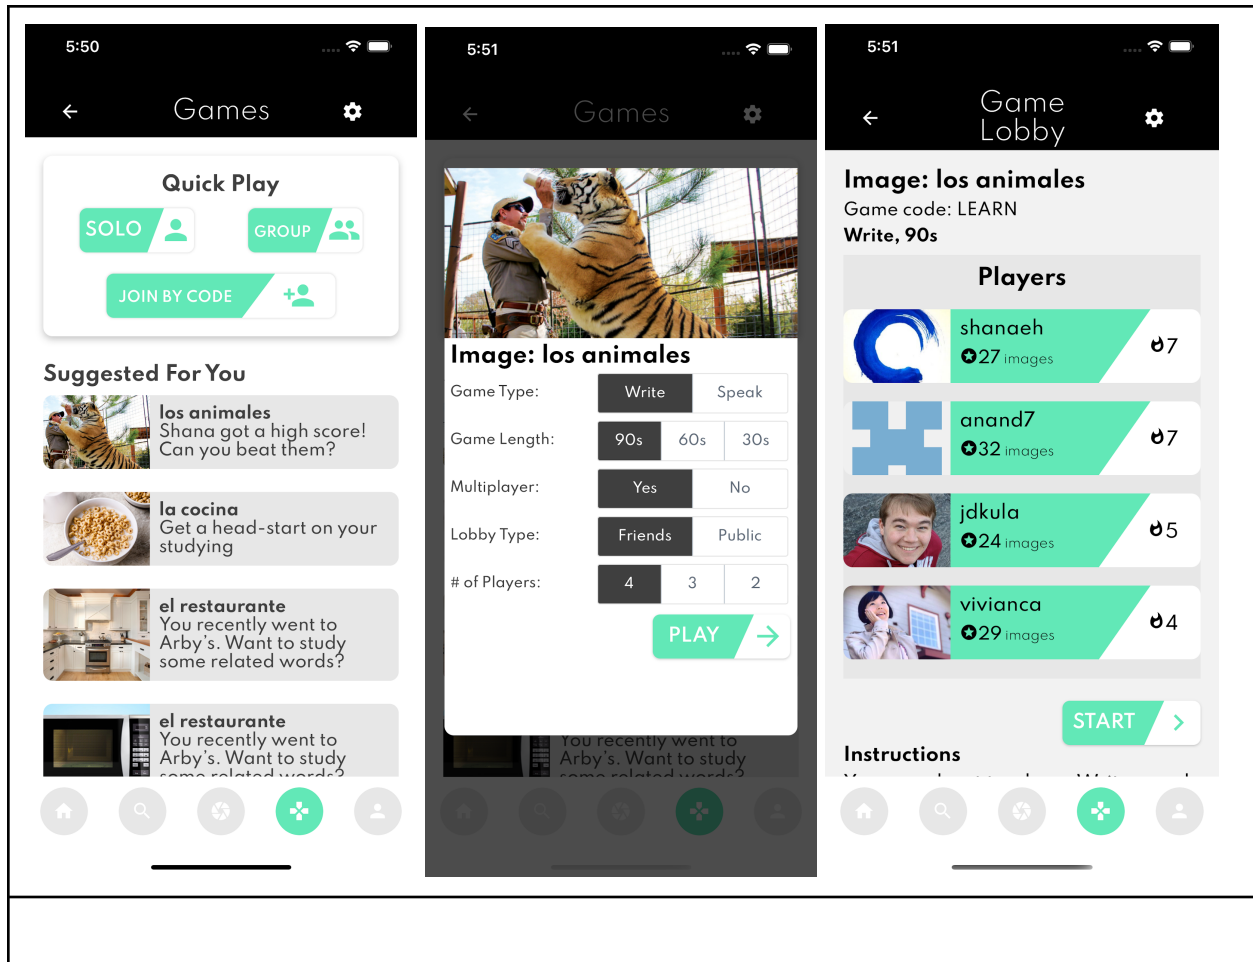 5:50
Games
Quick Play
SOLO
GROUP
JOIN BY CODE
Suggested For You
los animales
Shana got a high score!
Can you beat them?
la cocina
Get a head-start on your
studying
el restaurante
You recently went to
Arby's. Want to study
some related words?
el restaurante
You recently went to
Arby's. Want to study
some related words?
5:51
Games
Image: los animales
Game Type:
Write
Speak
Game Length:
90s
60s
30s
Multiplayer:
Yes
No
Lobby Type:
Friends
Public
# of Players:
4
3
2
PLAY
You recently went to
Arby's. Want to study
some related words?
5:51
Game
Lobby
Image: los animales
Game code: LEARN
Write, 90s
Players
shanaeh
27 images
7
anand7
32 images
7
jdkula
24 images
5
vivianca
29 images
4
START
Instructions